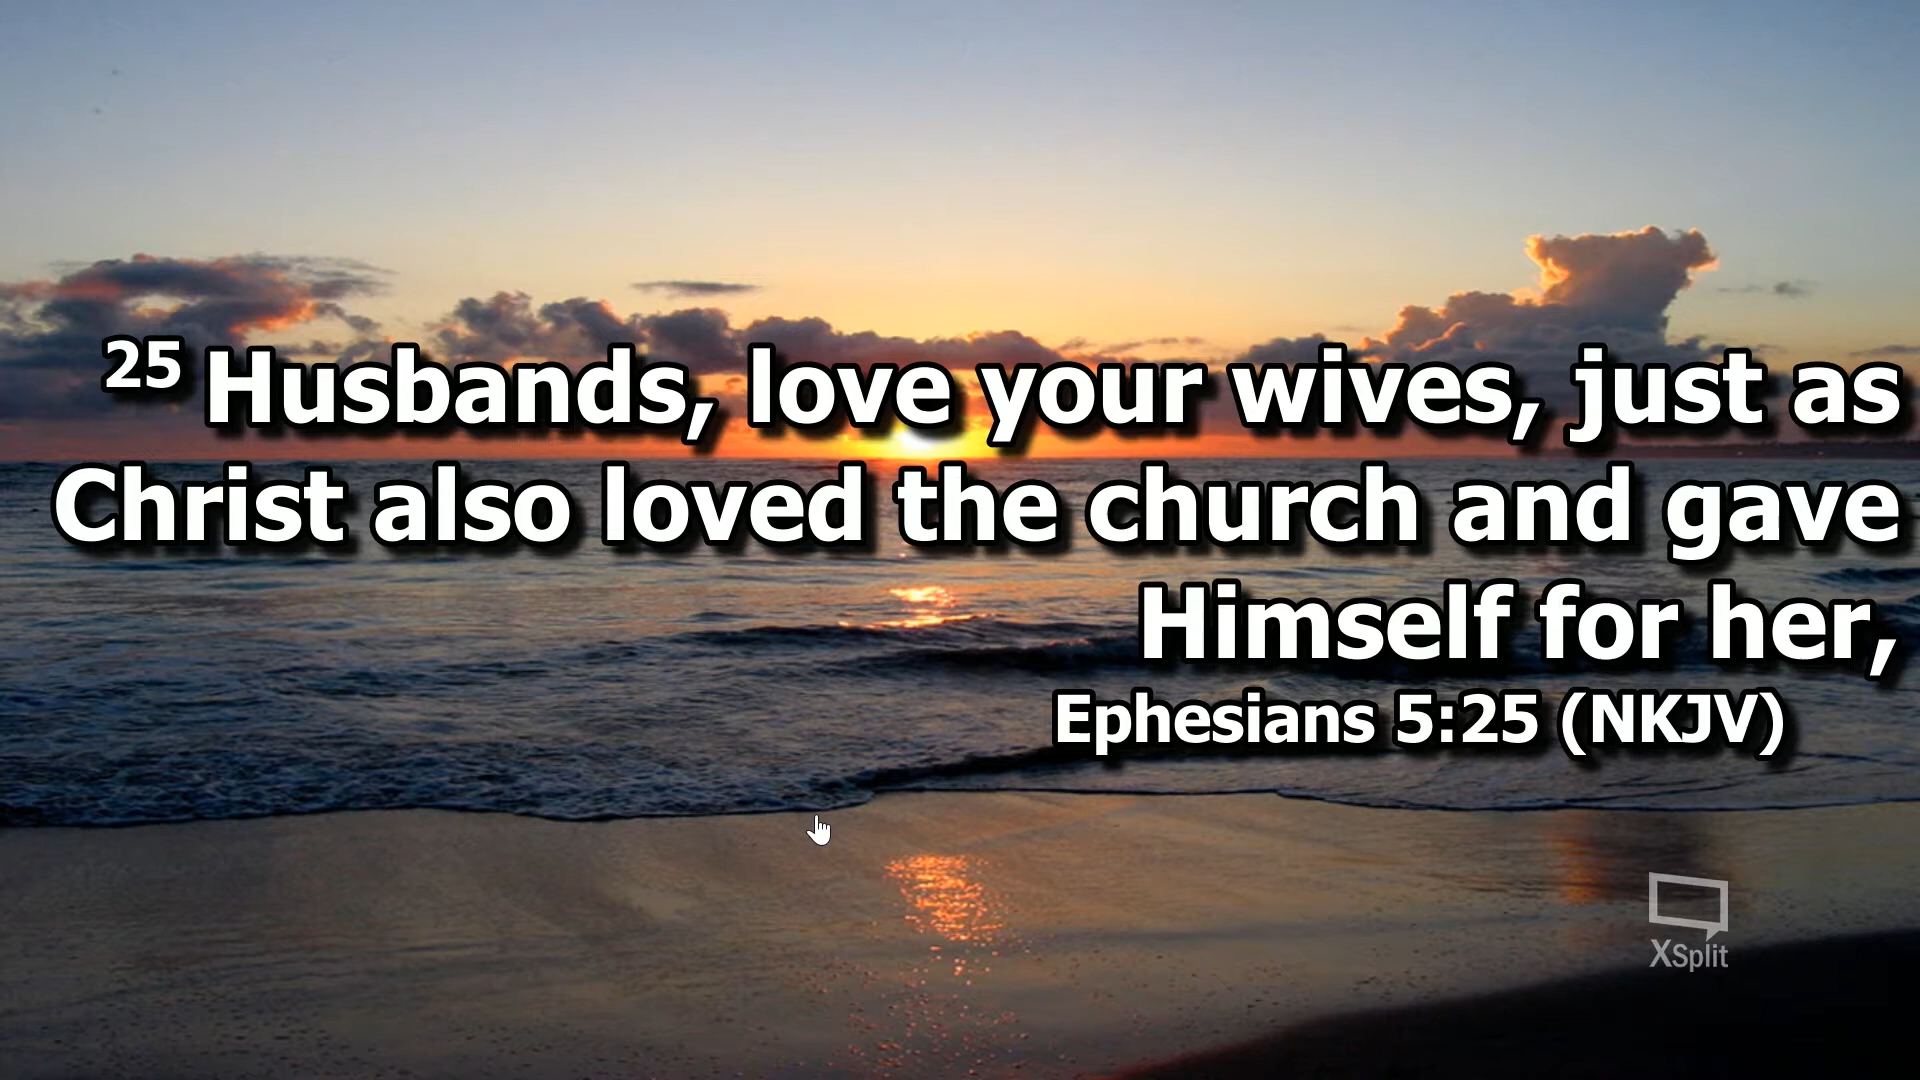 25 Husbands, love your wives, just as
Christ also loved the church and gave
Himself for her,
Ephesians 5:25 (NKJV)
XSplit